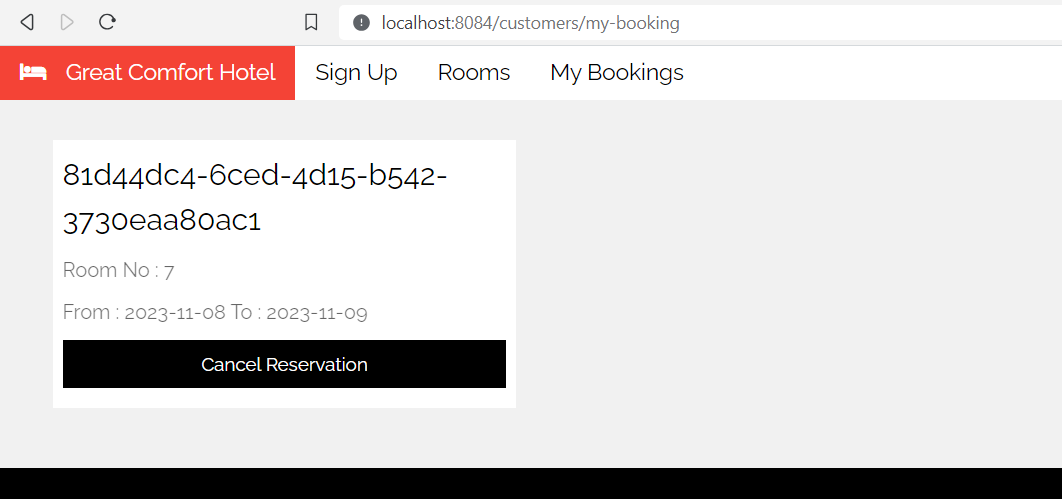 localhost:8084/customers/my-booking
Great Comfort Hotel Sign Up Rooms My Bookings
81d44dc4-6ced-4d15-b542-
3730eaa80ac1
Room No : 7
From : 2023-11-08 To : 2023-11-09
Cancel Reservation